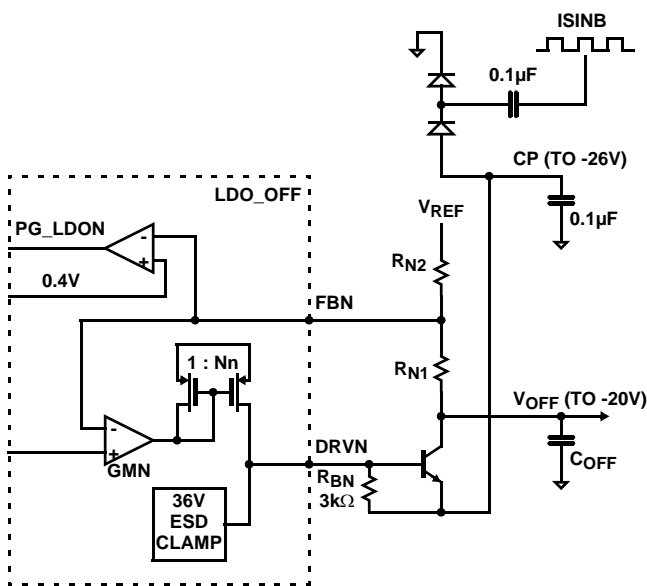 ISINB
0.1µF
CP (TO -26V)
LDO_OFF
VREF
0.1µF
PG_LDON
RN2
0.4V
FBN
1 : Nn
RN1
VOFF (TO -20V)
DRVN
COFF
GMN
RBN
3kΩ
36V
ESD
CLAMP